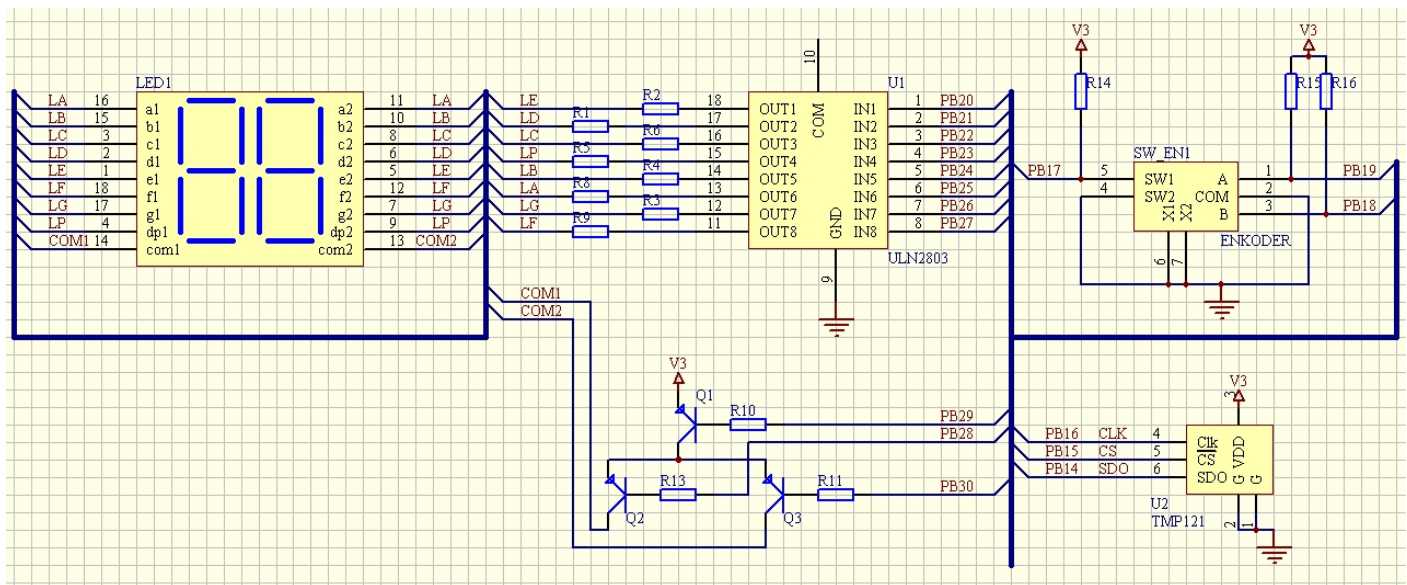 LED1
LA 16 a1 a2 11 LA
LB 15 b1 b2 10 LB
LC 3 c1 c2 8 LC
LD 2 d1 d2 6 LD
LE 1 e1 e2 5 LE
LF 18 f1 f2 12 LF
LG 17 g1 g2 7 LG
LP 4 dp1 dp2 9 LP
COM1 14 com1 com2 13 COM2
U1
10
COM
LE R2 18 OUT1 IN1 1 PB20
LD R1 17 OUT2 IN2 2 PB21
LC R6 16 OUT3 IN3 3 PB22
LP R5 15 OUT4 IN4 4 PB23
LB R4 14 OUT5 IN5 5 PB24
LA R8 13 OUT6 IN6 6 PB25
LG R3 12 OUT7 IN7 7 PB26
LF R9 11 OUT8 IN8 8 PB27
GND
9
ULN2803
COM1
COM2
V3
R14
V3
R15 R16
SW_EN1
PB17 5 SW1 A 1 PB19
4 SW2 COM 2
B 3 PB18
X1 X2
6 7
ENKODER
V3
Q1
R10 PB29
PB28
R13
Q2
R11 PB30
Q3
V3
3
PB16 CLK 4 Clk
PB15 CS 5 CS
PB14 SDO 6 SDO
VDD
G G
2 1
U2
TMP121